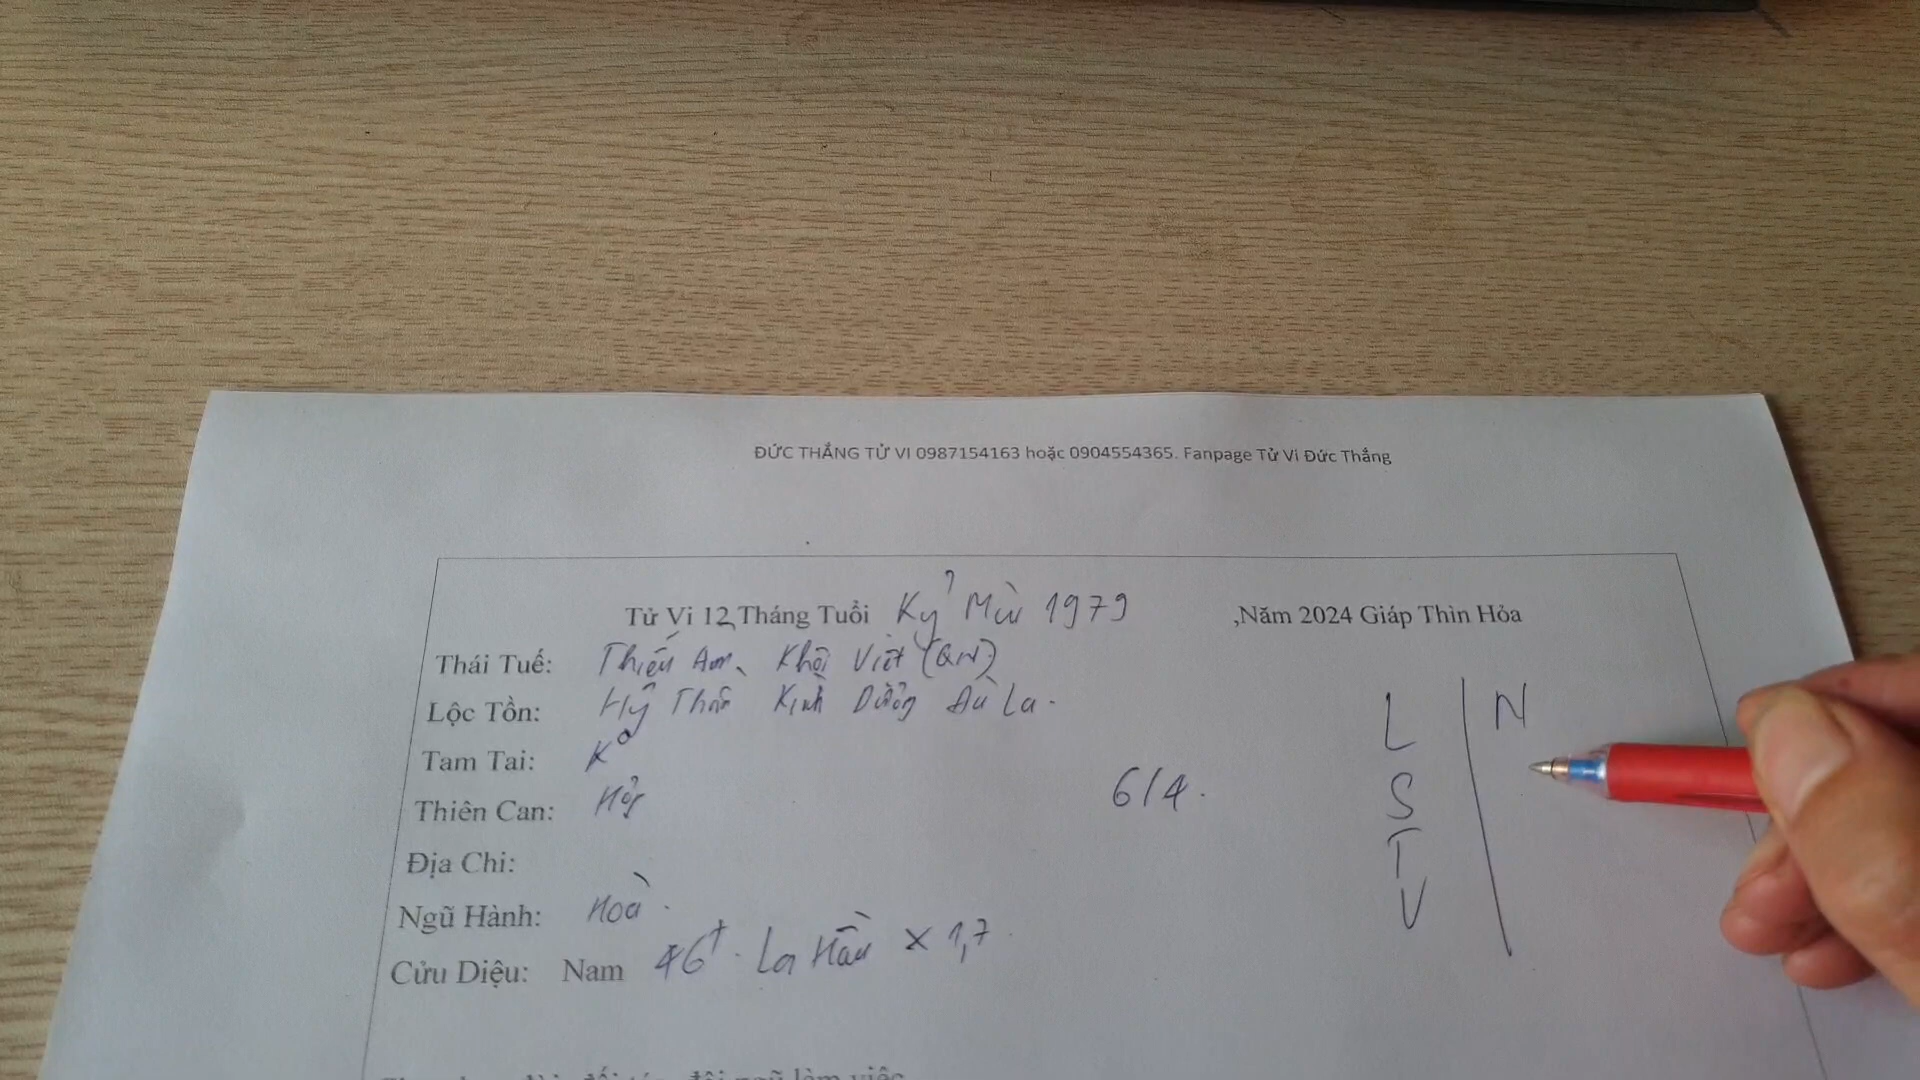 ĐỨC THẮNG TỬ VI 0987154163 hoặc 0904554365. Fanpage Tử Vi Đức Thắng
Tử Vi 12 Tháng Tuổi Kỷ Mùi 1979 ,Năm 2024 Giáp Thìn Hỏa
Thái Tuế: Thiếu Âm, Khôi Việt (QN)
Lộc Tồn: Hỷ Thần Kình Dương Đà La.
Tam Tai: Ko
Thiên Can: Hợp
Địa Chi:
Ngũ Hành: Hoà.
Cửu Diệu: Nam 46t. La Hầu x 1,7
6/4.
L N
S
T
V